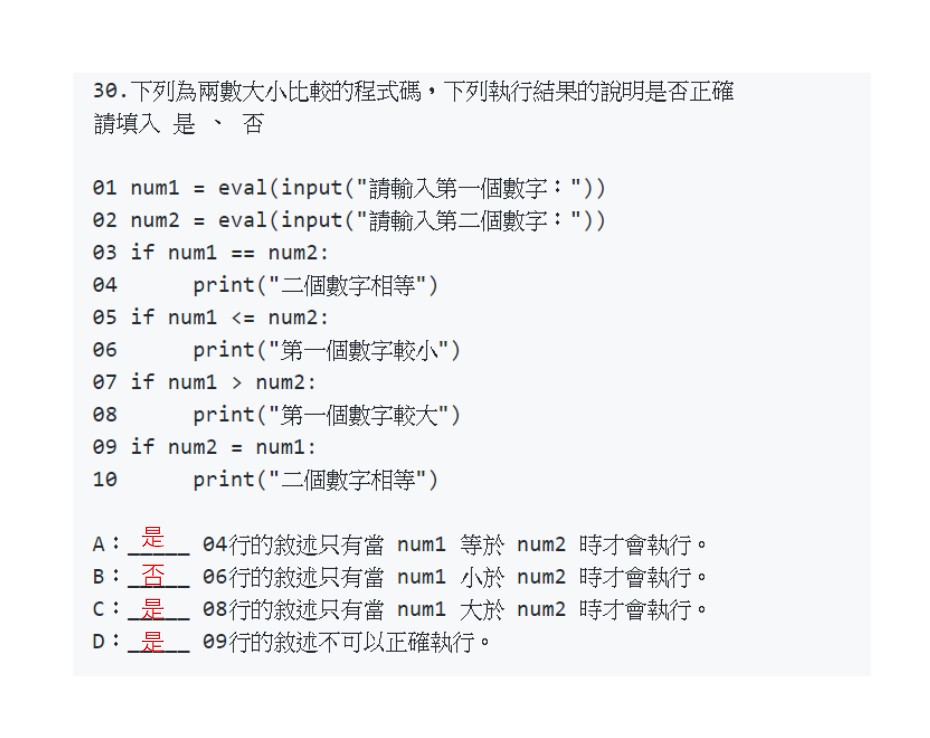 30.下列為兩數大小比較的程式碼，下列執行結果的說明是否正確
請填入 是 、 否
01 num1 = eval(input("請輸入第一個數字："))
02 num2 = eval(input("請輸入第二個數字："))
03 if num1 == num2:
04      print("二個數字相等")
05 if num1 <= num2:
06      print("第一個數字較小")
07 if num1 > num2:
08      print("第一個數字較大")
09 if num2 = num1:
10      print("二個數字相等")
A：__是__ 04行的敘述只有當 num1 等於 num2 時才會執行。
B：__否__ 06行的敘述只有當 num1 小於 num2 時才會執行。
C：__是__ 08行的敘述只有當 num1 大於 num2 時才會執行。
D：__是__ 09行的敘述不可以正確執行。